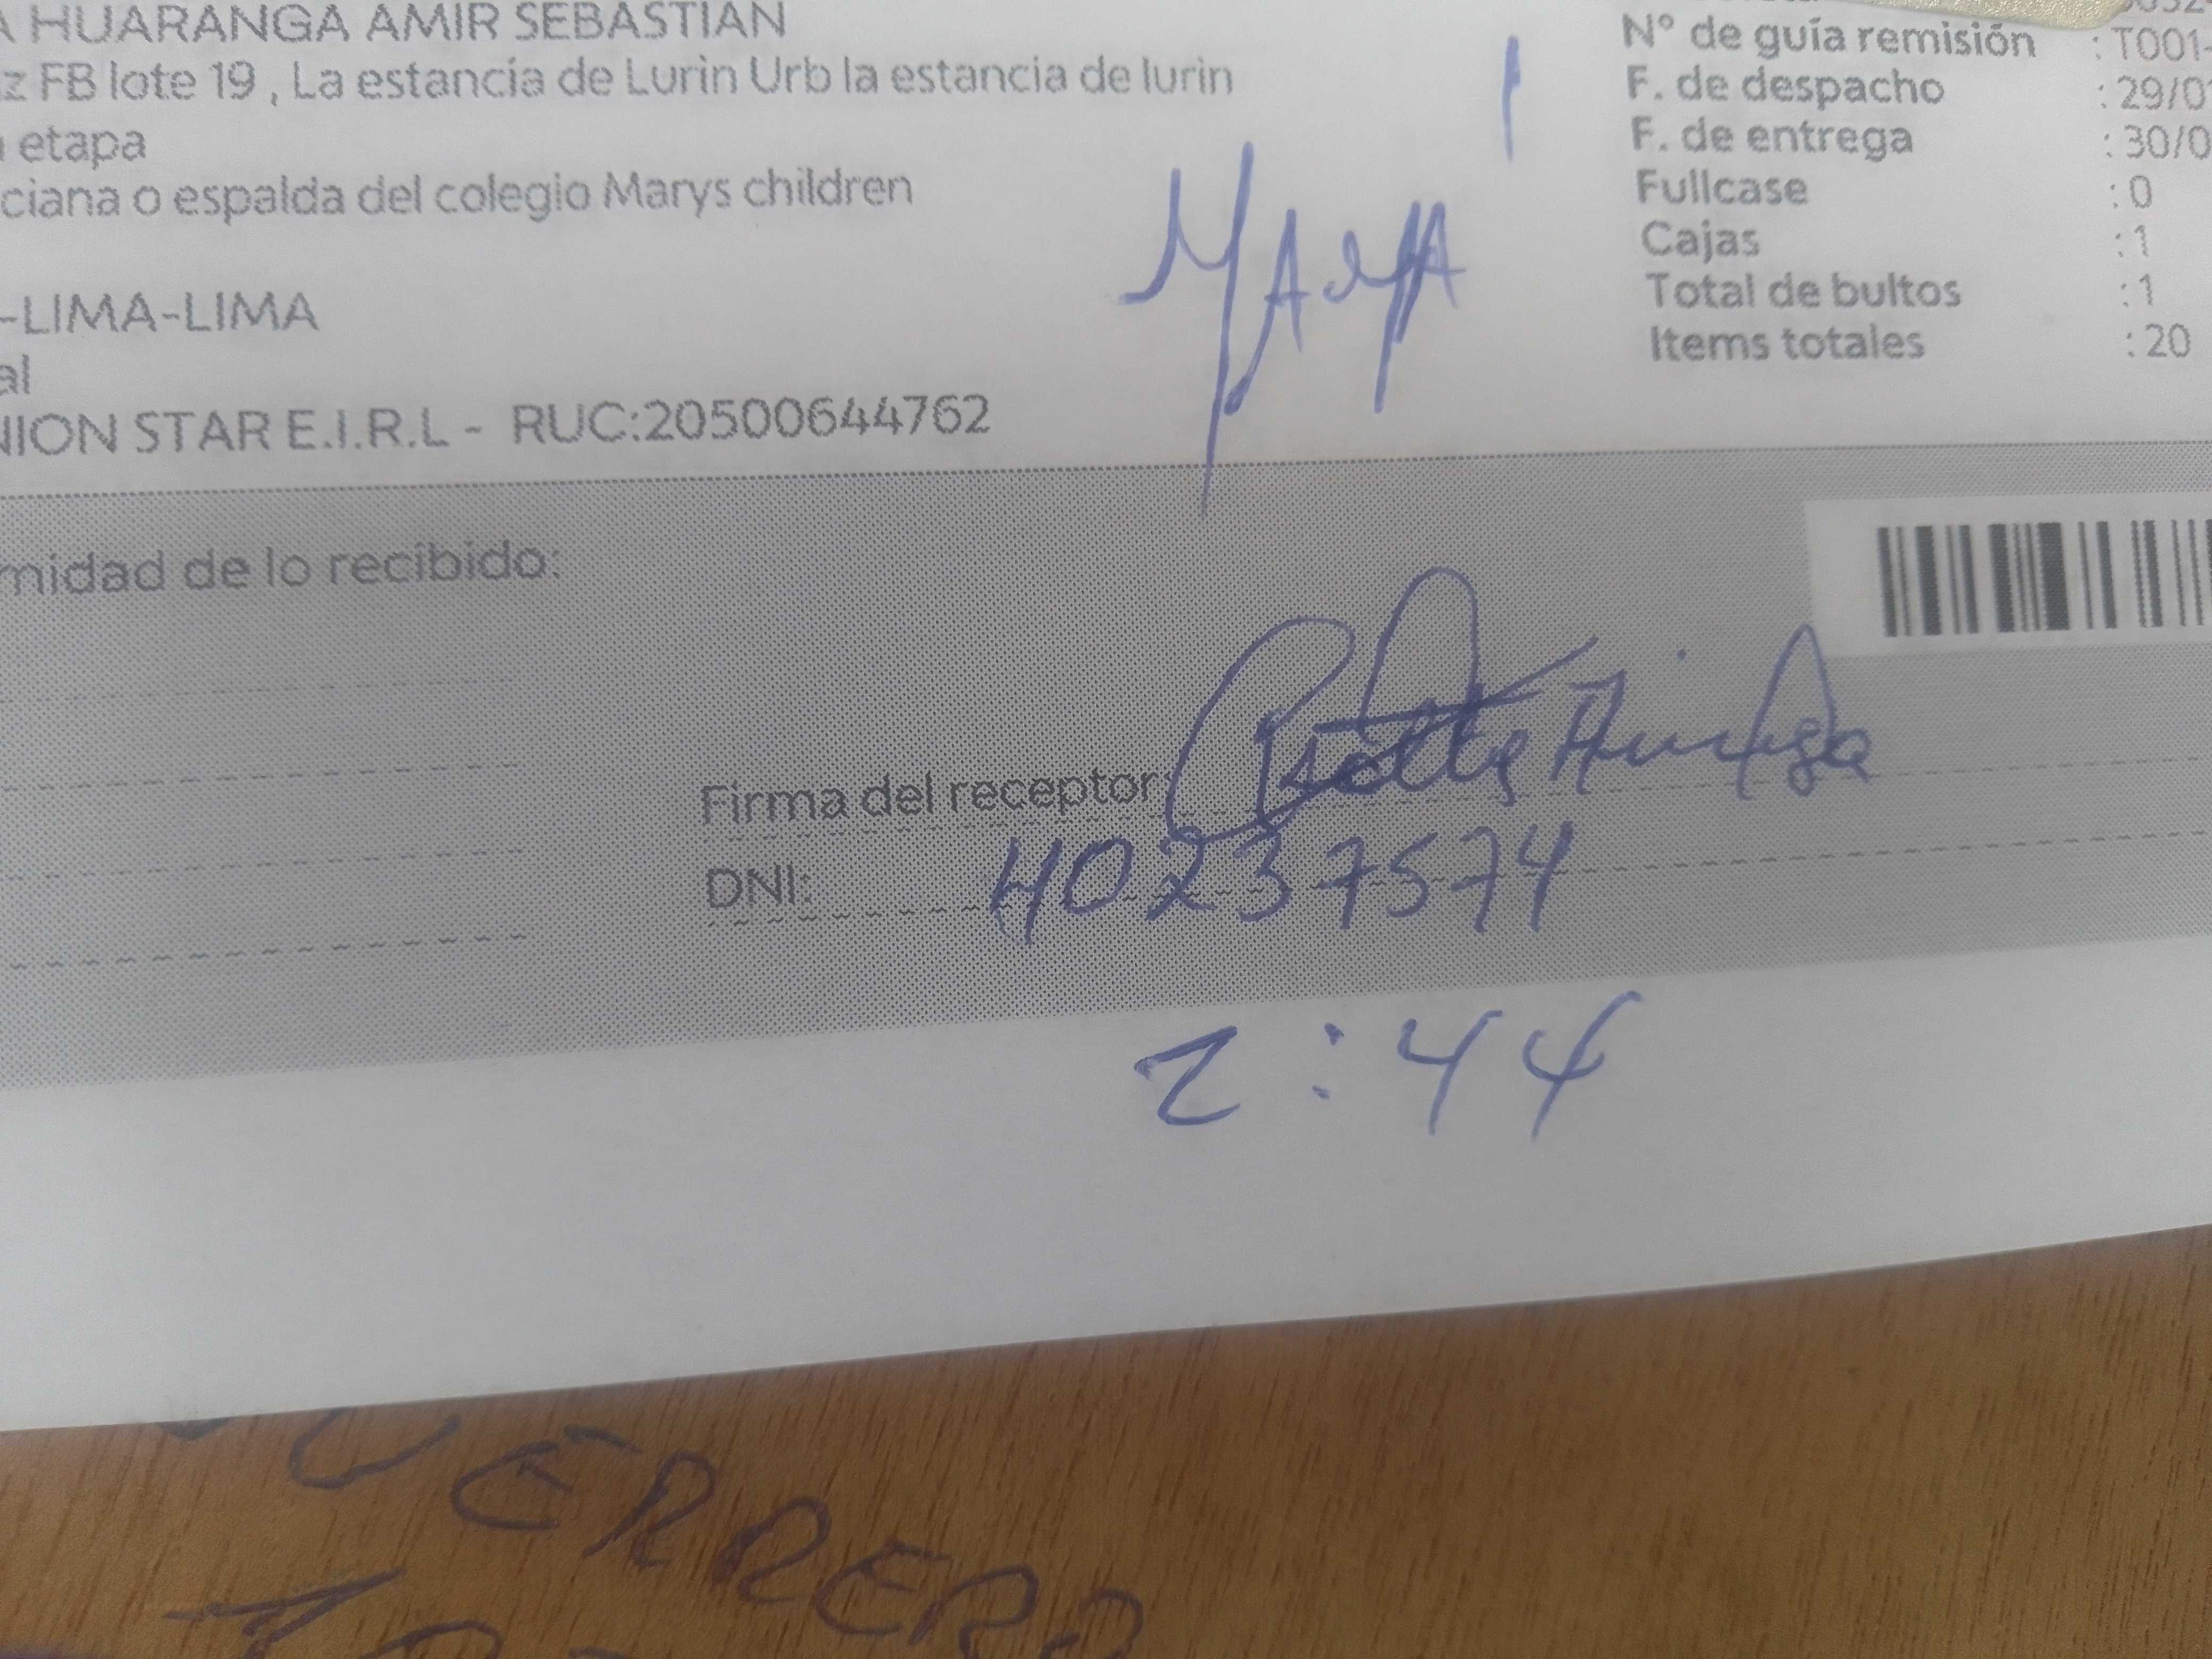 HUARANGA AMIR SEBASTIAN
z FB lote 19 , La estancia de Lurin Urb la estancia de lurin
etapa
ciana o espalda del colegio Marys children
-LIMA-LIMA
al
NION STAR E.I.R.L - RUC:20500644762
N° de guía remisión : T001-
F. de despacho : 29/0
F. de entrega : 30/0
Fullcase : 0
Cajas : 1
Total de bultos : 1
Items totales : 20
MAMA
midad de lo recibido:
Firma del receptor:
DNI: 40237574
2:44
UERRERO